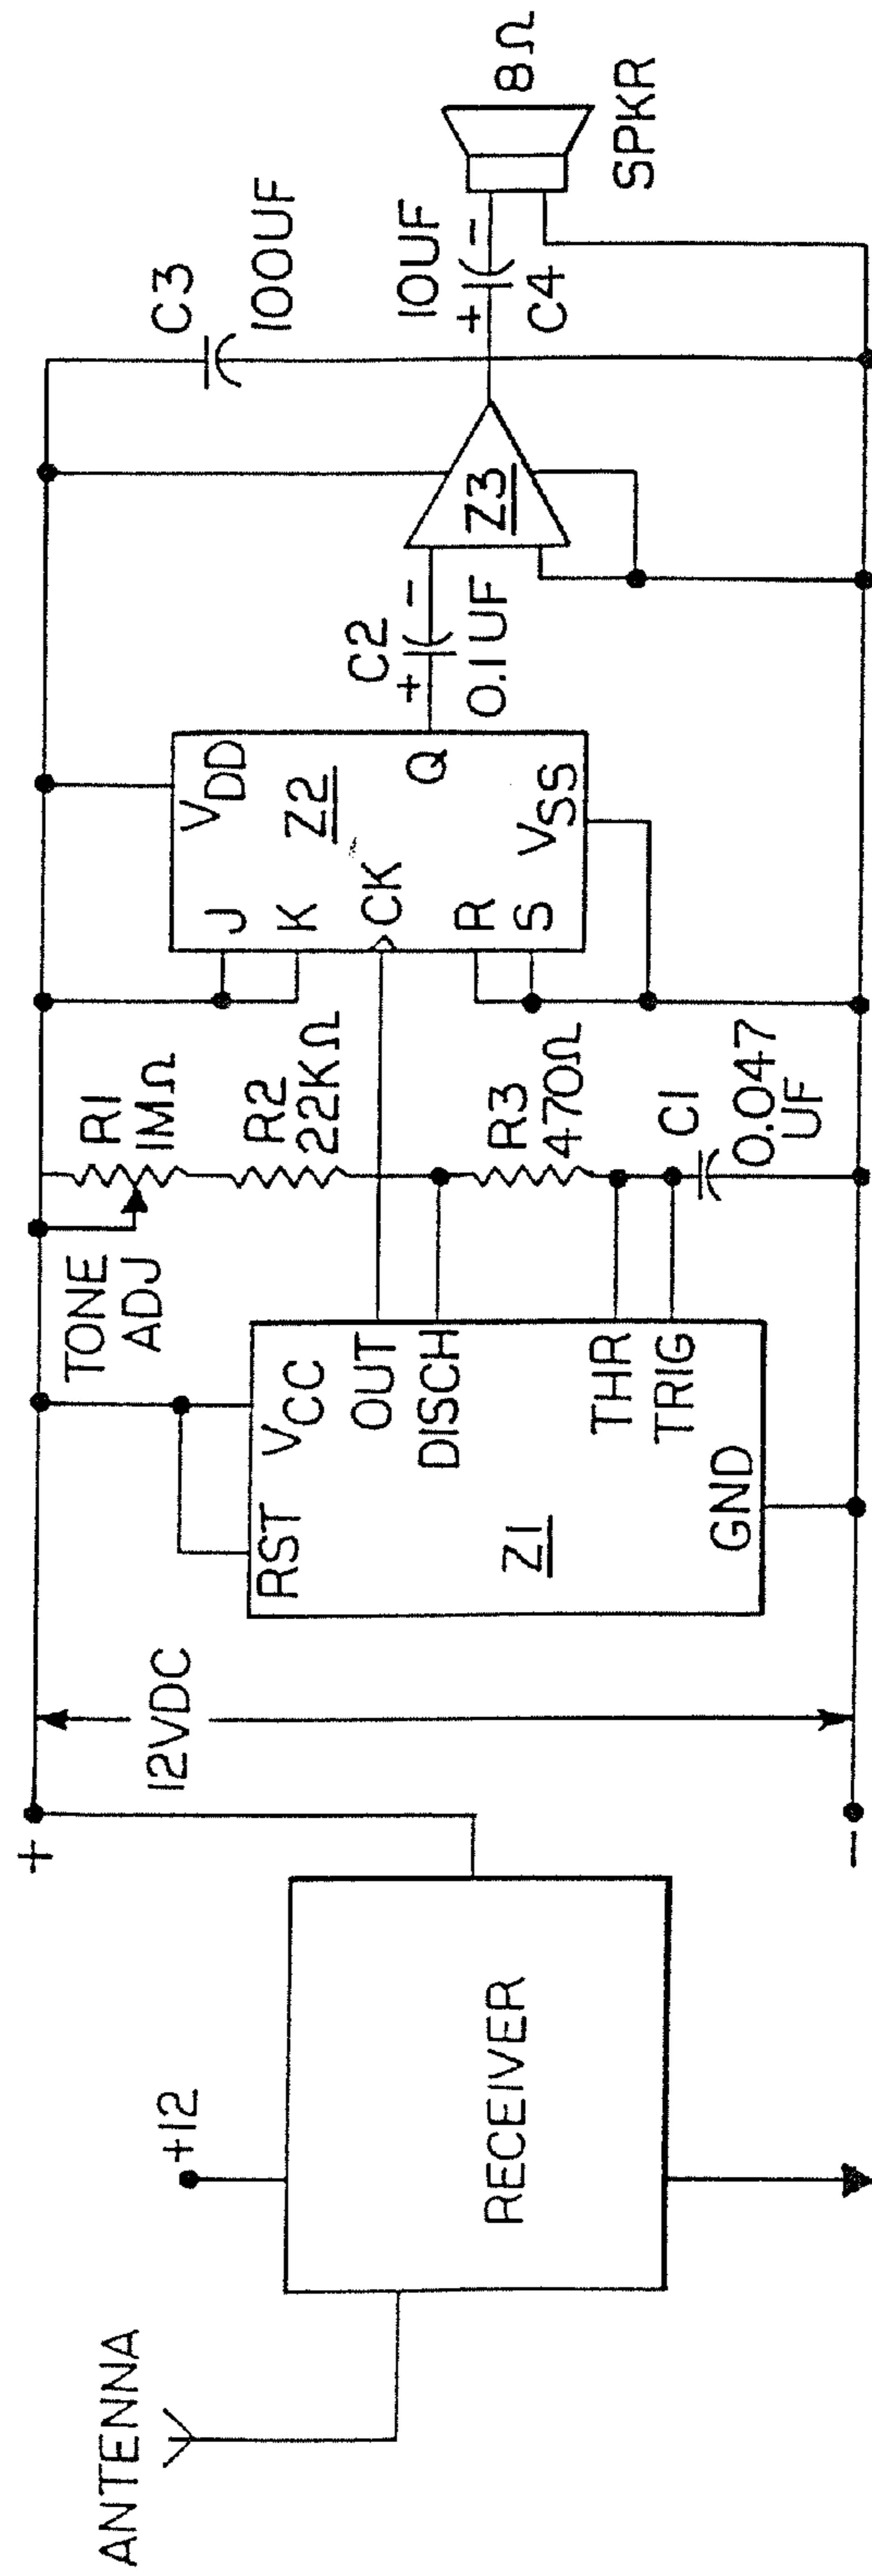 ANTENNA
+12
RECEIVER
+
12VDC
-
RST
VCC
OUT
DISCH
THR
TRIG
GND
Z1
TONE
ADJ
R1
1MΩ
R2
22KΩ
R3
470Ω
C1
0.047
UF
J
K
CK
R
S
VDD
Z2
Q
VSS
C2
+
-
0.1UF
Z3
C3
100UF
10UF
+
-
C4
8Ω
SPKR